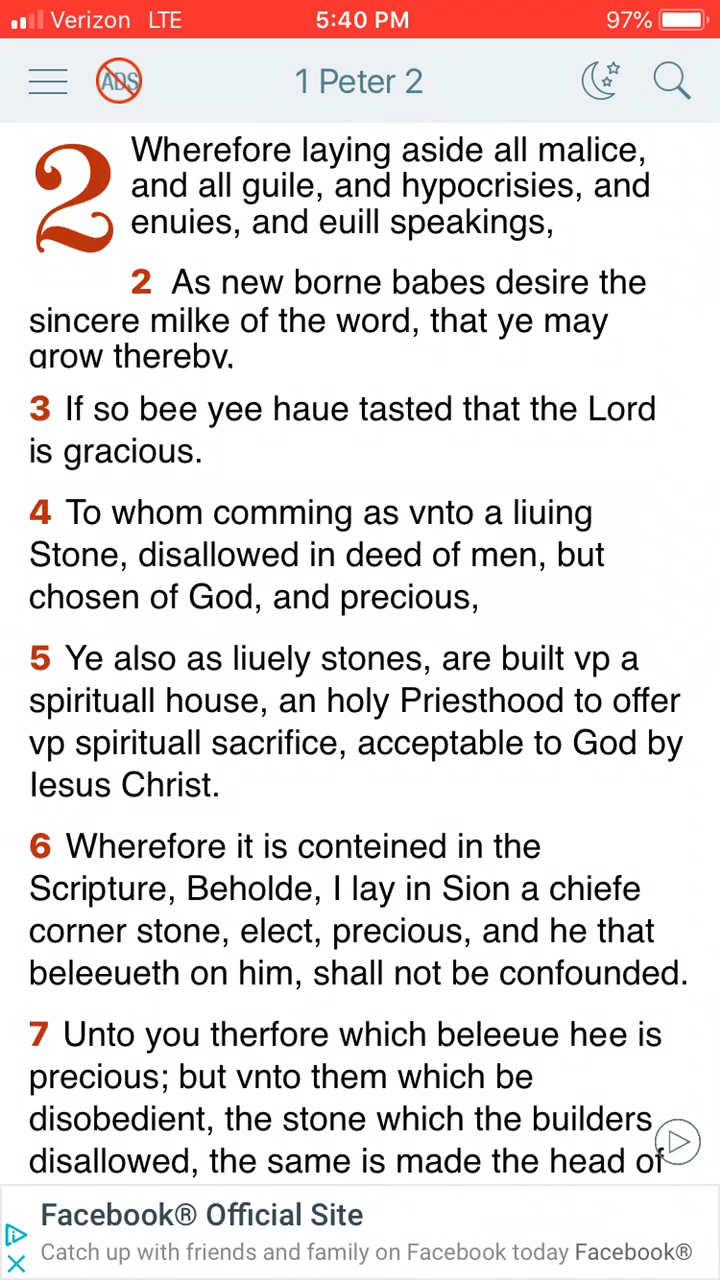 Verizon LTE 5:40 PM 97%
ADS 1 Peter 2
2 Wherefore laying aside all malice,
and all guile, and hypocrisies, and
enuies, and euill speakings,
2 As new borne babes desire the
sincere milke of the word, that ye may
grow thereby.
3 If so bee yee haue tasted that the Lord
is gracious.
4 To whom comming as vnto a liuing
Stone, disallowed in deed of men, but
chosen of God, and precious,
5 Ye also as liuely stones, are built vp a
spirituall house, an holy Priesthood to offer
vp spirituall sacrifice, acceptable to God by
Iesus Christ.
6 Wherefore it is conteined in the
Scripture, Beholde, I lay in Sion a chiefe
corner stone, elect, precious, and he that
beleeueth on him, shall not be confounded.
7 Unto you therfore which beleeue hee is
precious; but vnto them which be
disobedient, the stone which the builders
disallowed, the same is made the head of
Facebook® Official Site
Catch up with friends and family on Facebook today Facebook®